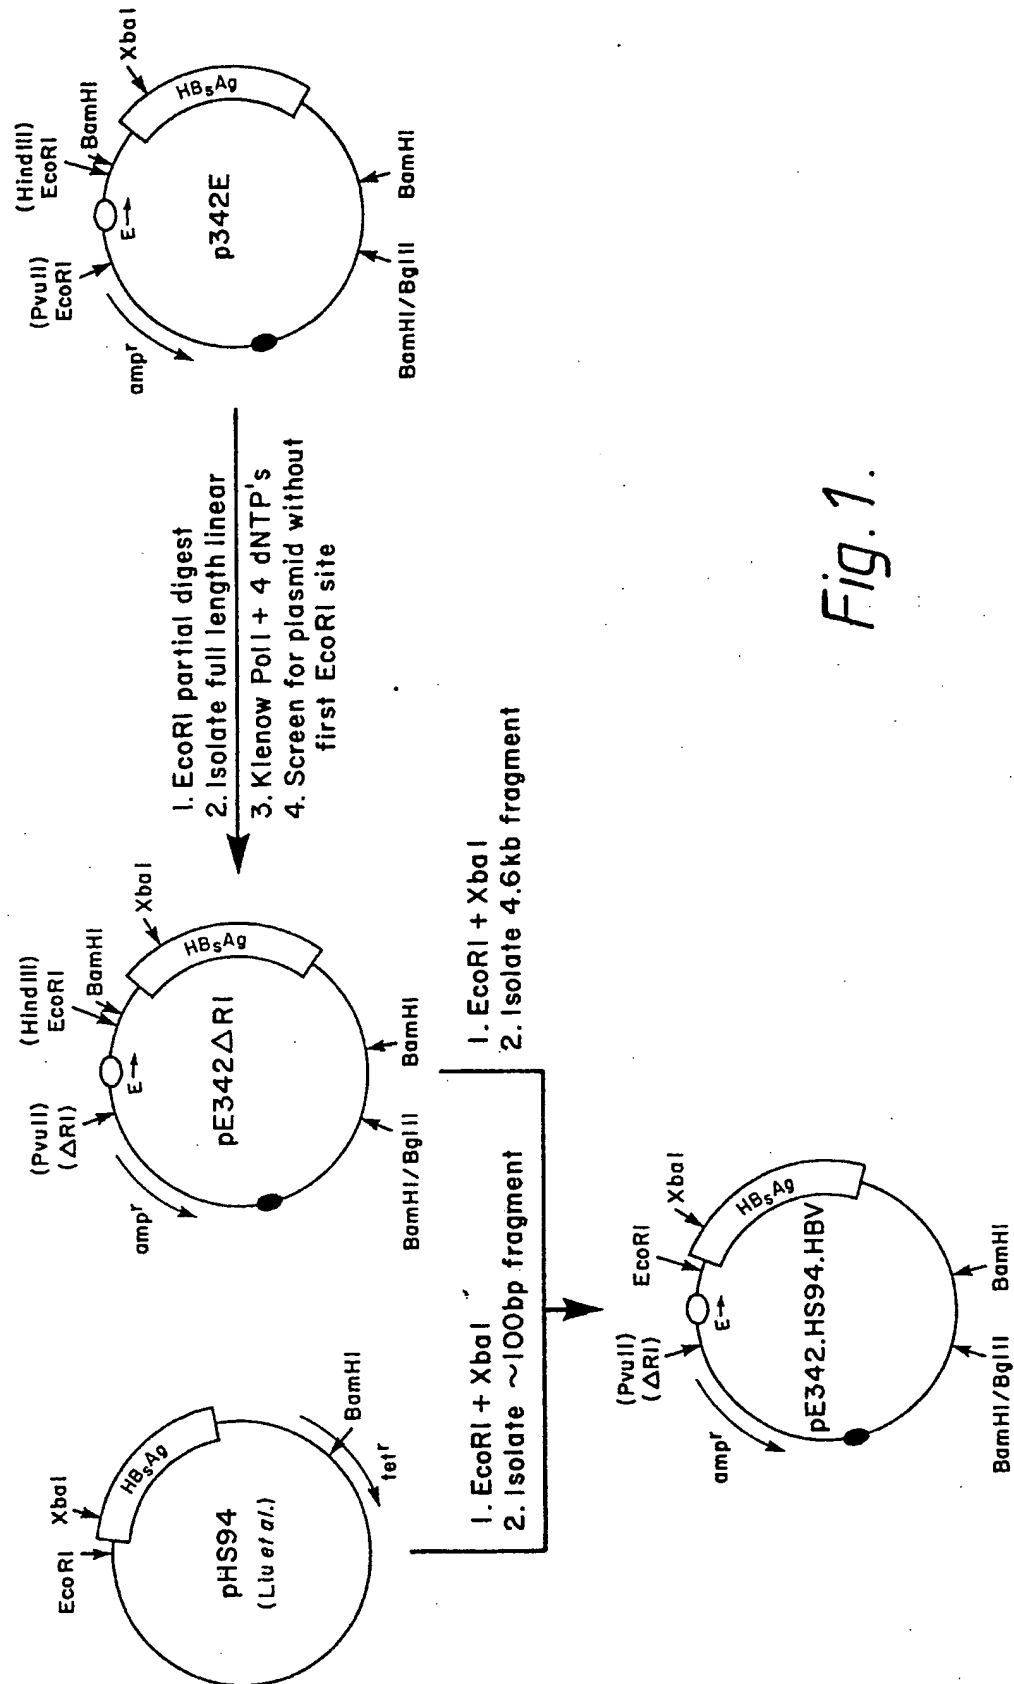 EcoRI
XbaI
HBsAg
pHS94
(Liu et al.)
BamHI
tetr
(PvuII)
(ΔRI)
(HindIII)
EcoRI
BamHI
XbaI
E→
HBsAg
ampr
pE342ΔRI
BamHI/BglII
BamHI
1. EcoRI partial digest
2. Isolate full length linear
3. Klenow PolI + 4 dNTP's
4. Screen for plasmid without
first EcoRI site
(PvuII)
EcoRI
(HindIII)
EcoRI
BamHI
XbaI
E→
HBsAg
ampr
p342E
BamHI/BglII
BamHI
1. EcoRI + XbaI
2. Isolate ~100bp fragment
1. EcoRI + XbaI
2. Isolate 4.6kb fragment
(PvuII)
(ΔRI)
EcoRI
XbaI
E→
HBsAg
ampr
pE342.HS94.HBV
BamHI/BglII
BamHI
Fig. 1.